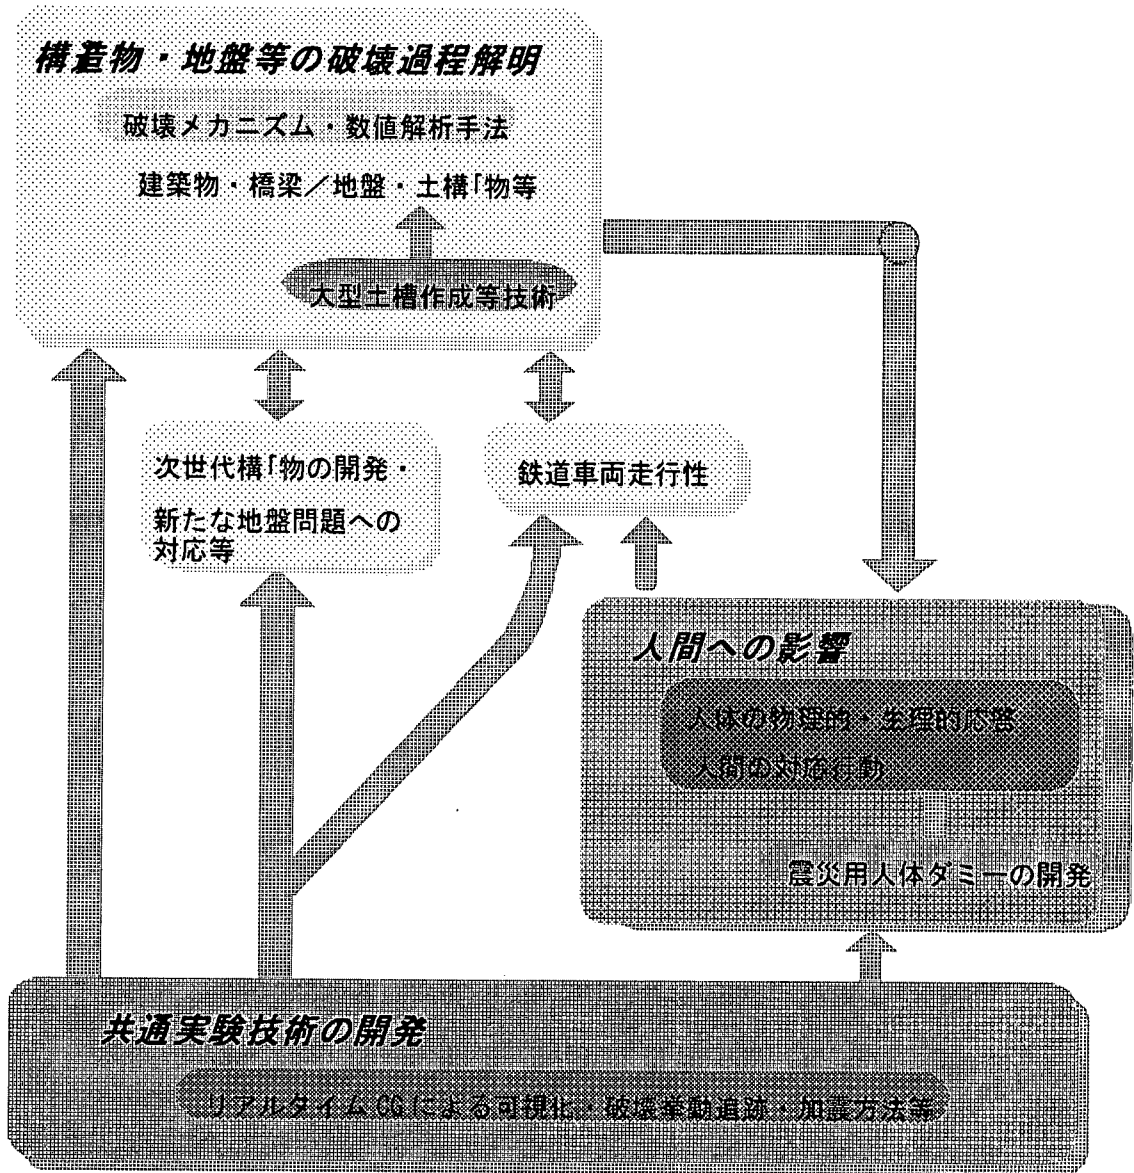 構造物・地盤等の破壊過程解明
破壊メカニズム・数値解析手法
建築物・橋梁／地盤・土構｢物等
大型土槽作成等技術
次世代構｢物の開発・
新たな地盤問題への
対応等
鉄道車両走行性
人間への影響
人体の物理的・生理的応答
人間の対応行動
震災用人体ダミーの開発
共通実験技術の開発
リアルタイムCGによる可視化・破壊挙動追跡・加震方法等